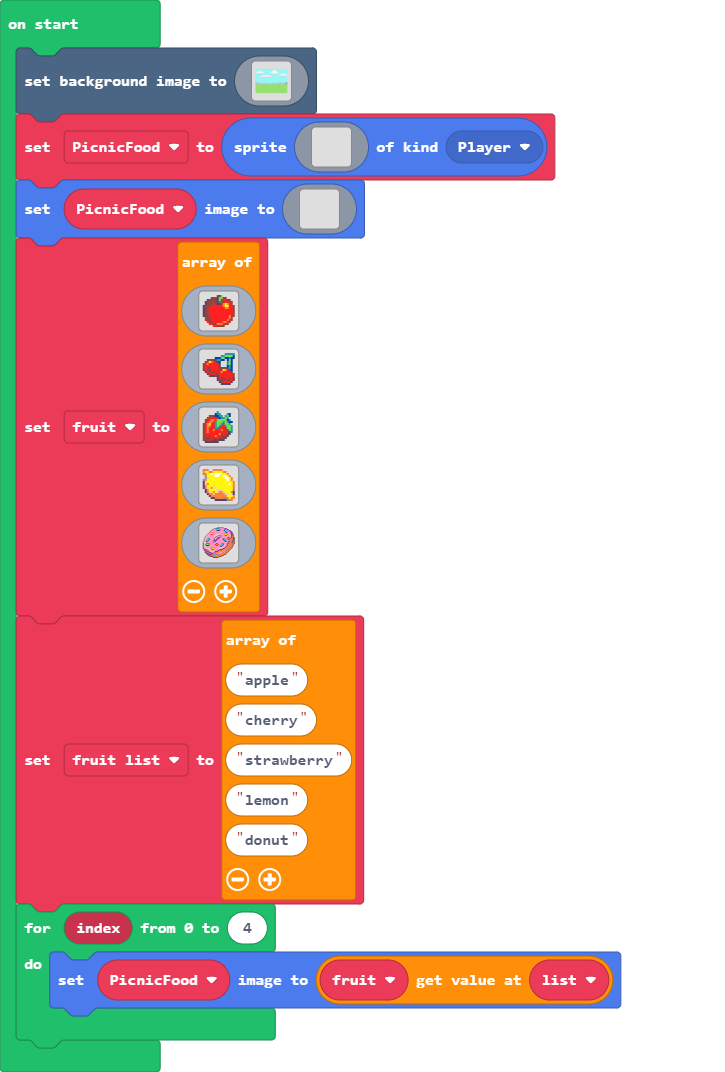 on start
set background image to
set PicnicFood to sprite of kind Player
set PicnicFood image to
array of
set fruit to
array of
"apple"
"cherry"
"strawberry"
set fruit list to
"lemon"
"donut"
for index from 0 to 4
do
set PicnicFood image to fruit get value at list